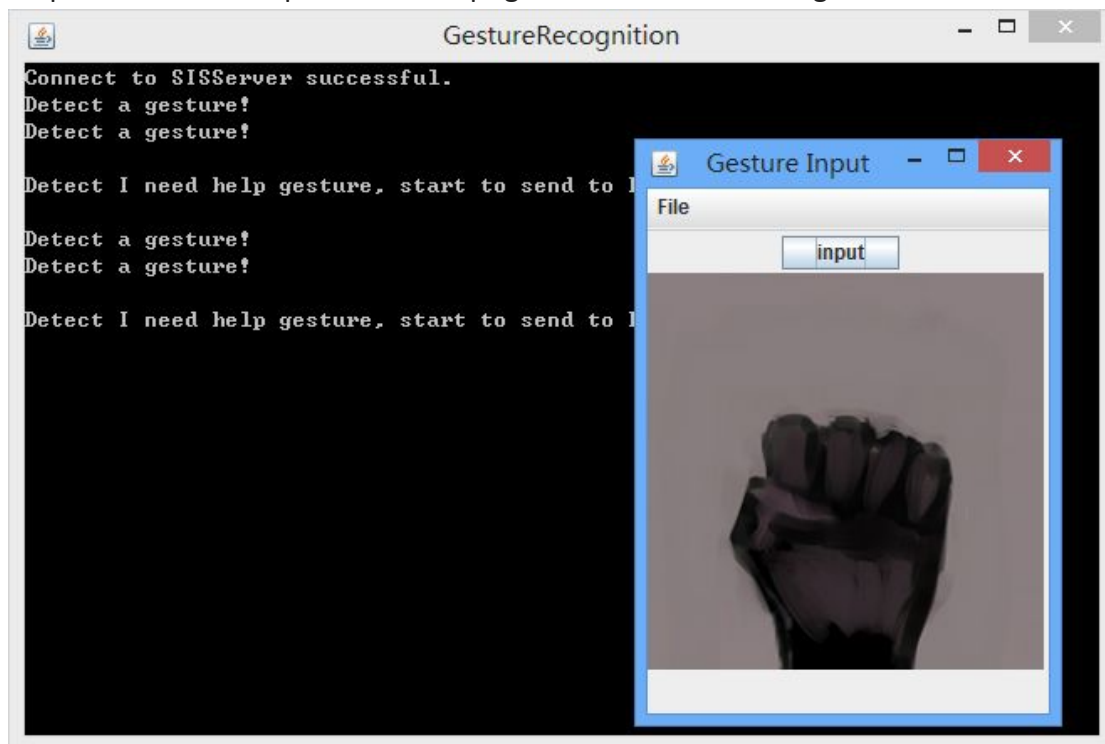 GestureRecognition
Connect to SISServer successful.
Detect a gesture!
Detect a gesture!
Detect I need help gesture, start to send to
Detect a gesture!
Detect a gesture!
Detect I need help gesture, start to send to
Gesture Input
File
input